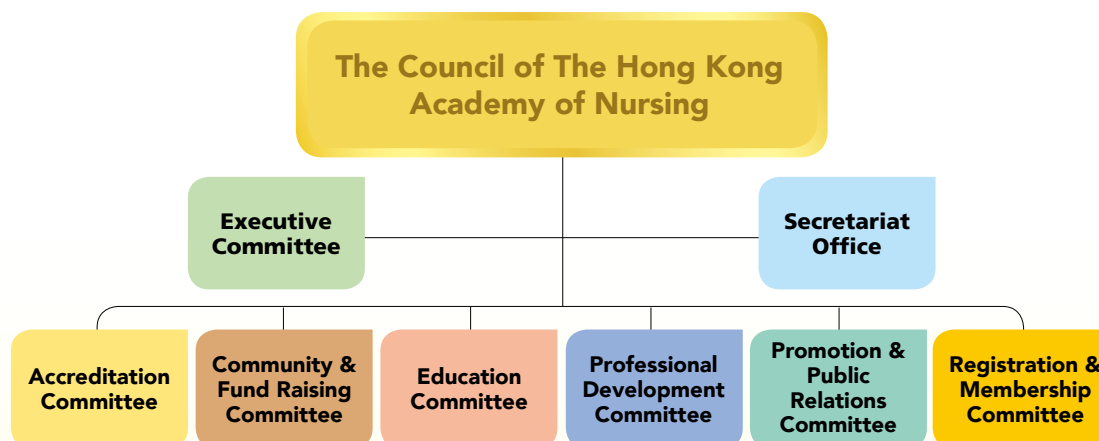 The Council of The Hong Kong
Academy of Nursing
Executive
Committee
Secretariat
Office
Accreditation
Committee
Community &
Fund Raising
Committee
Education
Committee
Professional
Development
Committee
Promotion &
Public
Relations
Committee
Registration &
Membership
Committee